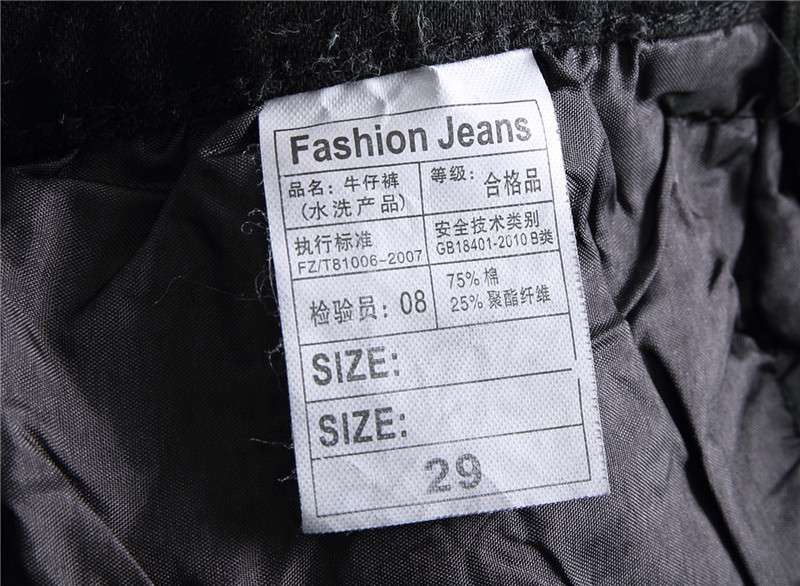 Fashion Jeans
品名: 牛仔裤
(水洗产品)
等级: 合格品
执行标准
FZ/T81006-2007
安全技术类别
GB18401-2010 B类
检验员: 08
75% 棉
25% 聚酯纤维
SIZE:
SIZE:
29